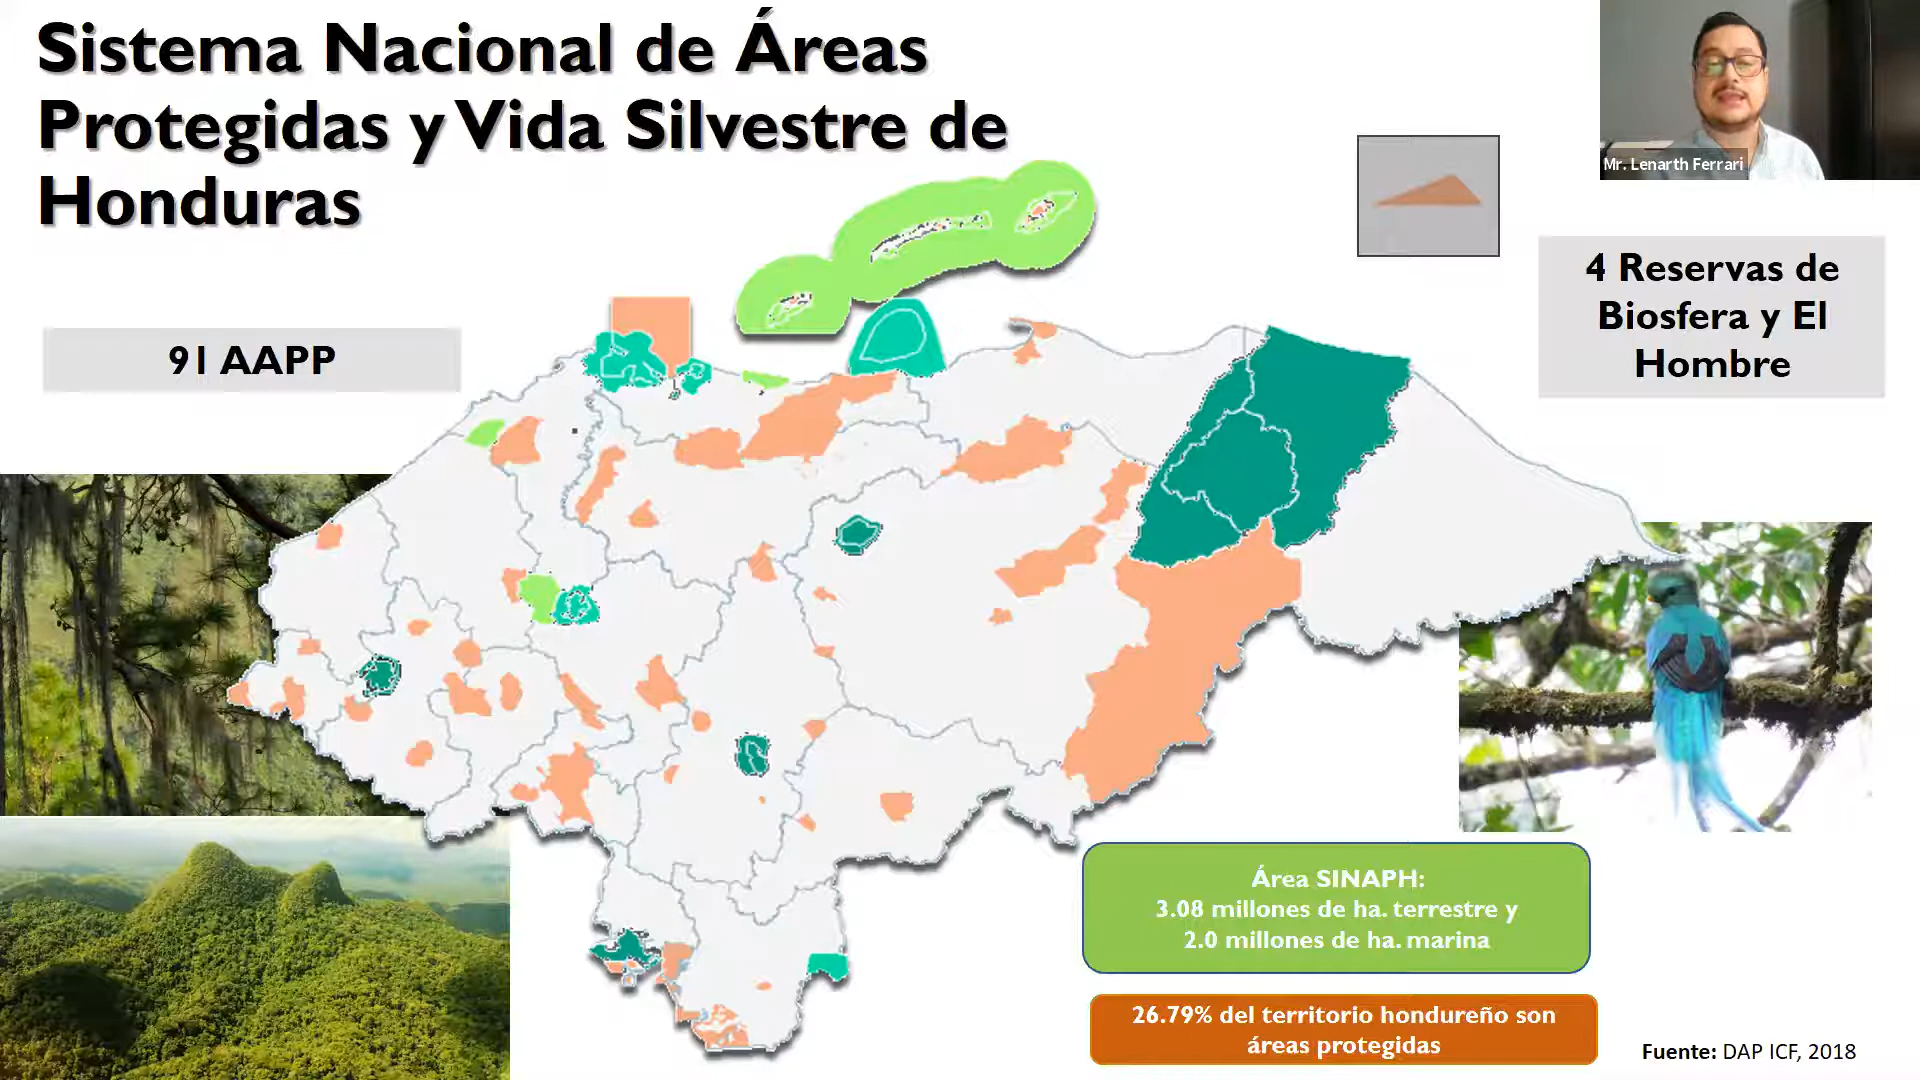 Sistema Nacional de Áreas
Protegidas y Vida Silvestre de
Honduras
Mr. Lenarth Ferrari
91 AAPP
4 Reservas de
Biosfera y El
Hombre
Área SINAPH:
3.08 millones de ha. terrestre y
2.0 millones de ha. marina
26.79% del territorio hondureño son
áreas protegidas
Fuente: DAP ICF, 2018